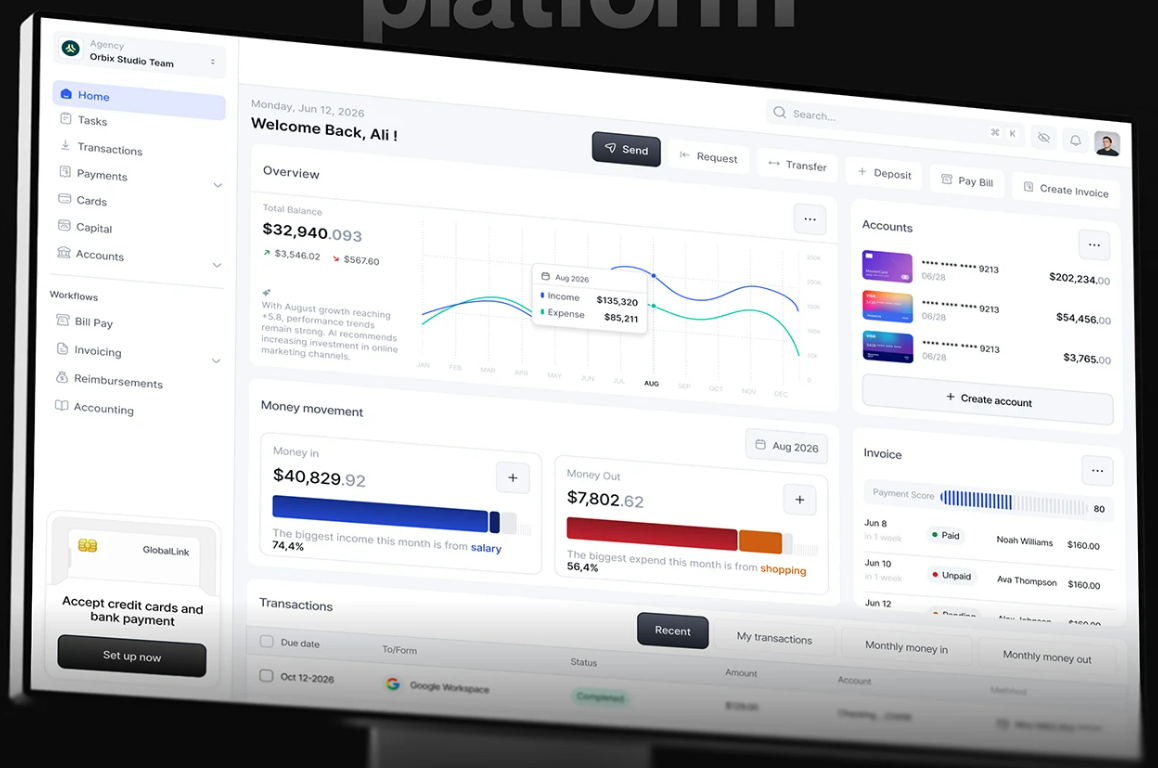 platform
Agency
Orbix Studio Team
Search...
⌘ K
Home
Tasks
Transactions
Payments
Cards
Capital
Accounts
Workflows
Bill Pay
Invoicing
Reimbursements
Accounting
GlobalLink
Accept credit cards and
bank payment
Set up now
Monday, Jun 12, 2026
Welcome Back, Ali !
Send
Request
Transfer
Deposit
Pay Bill
Create Invoice
Overview
Total Balance
$32,940.093
$3,546.02 $567.60
With August growth reaching
+5.8, performance trends
remain strong. AI recommends
increasing investment in online
marketing channels.
Aug 2026
Income $135,320
Expense $85,211
JAN FEB MAR APR MAY JUN JUL AUG SEP OCT NOV DEC
Accounts
•••• •••• •••• 9213
06/28
$202,234.00
•••• •••• •••• 9213
06/28
$54,456.00
•••• •••• •••• 9213
06/28
$3,765.00
+ Create account
Money movement
Aug 2026
Money in
$40,829.92
The biggest income this month is from salary
74,4%
Money Out
$7,802.62
The biggest expend this month is from shopping
56,4%
Invoice
Payment Score 80
Jun 8
in 1 week
Paid
Noah Williams
$160.00
Jun 10
in 1 week
Unpaid
Ava Thompson
$160.00
Jun 12
Transactions
Recent
My transactions
Monthly money in
Monthly money out
Due date
To/Form
Status
Amount
Account
Method
Oct 12-2026
Google Workspace
Completed